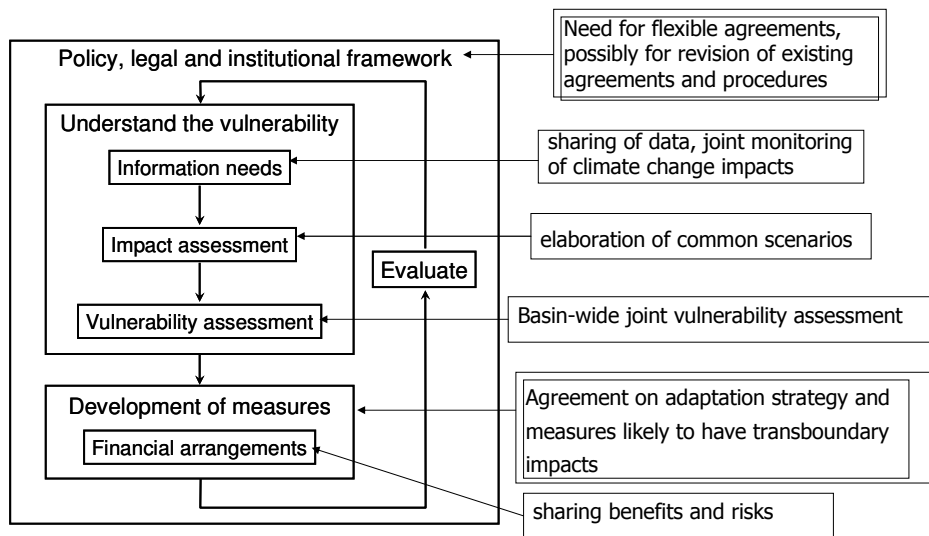 Policy, legal and institutional framework
Understand the vulnerability
Information needs
Impact assessment
Vulnerability assessment
Evaluate
Development of measures
Financial arrangements
Need for flexible agreements,
possibly for revision of existing
agreements and procedures
sharing of data, joint monitoring
of climate change impacts
elaboration of common scenarios
Basin-wide joint vulnerability assessment
Agreement on adaptation strategy and
measures likely to have transboundary
impacts
sharing benefits and risks